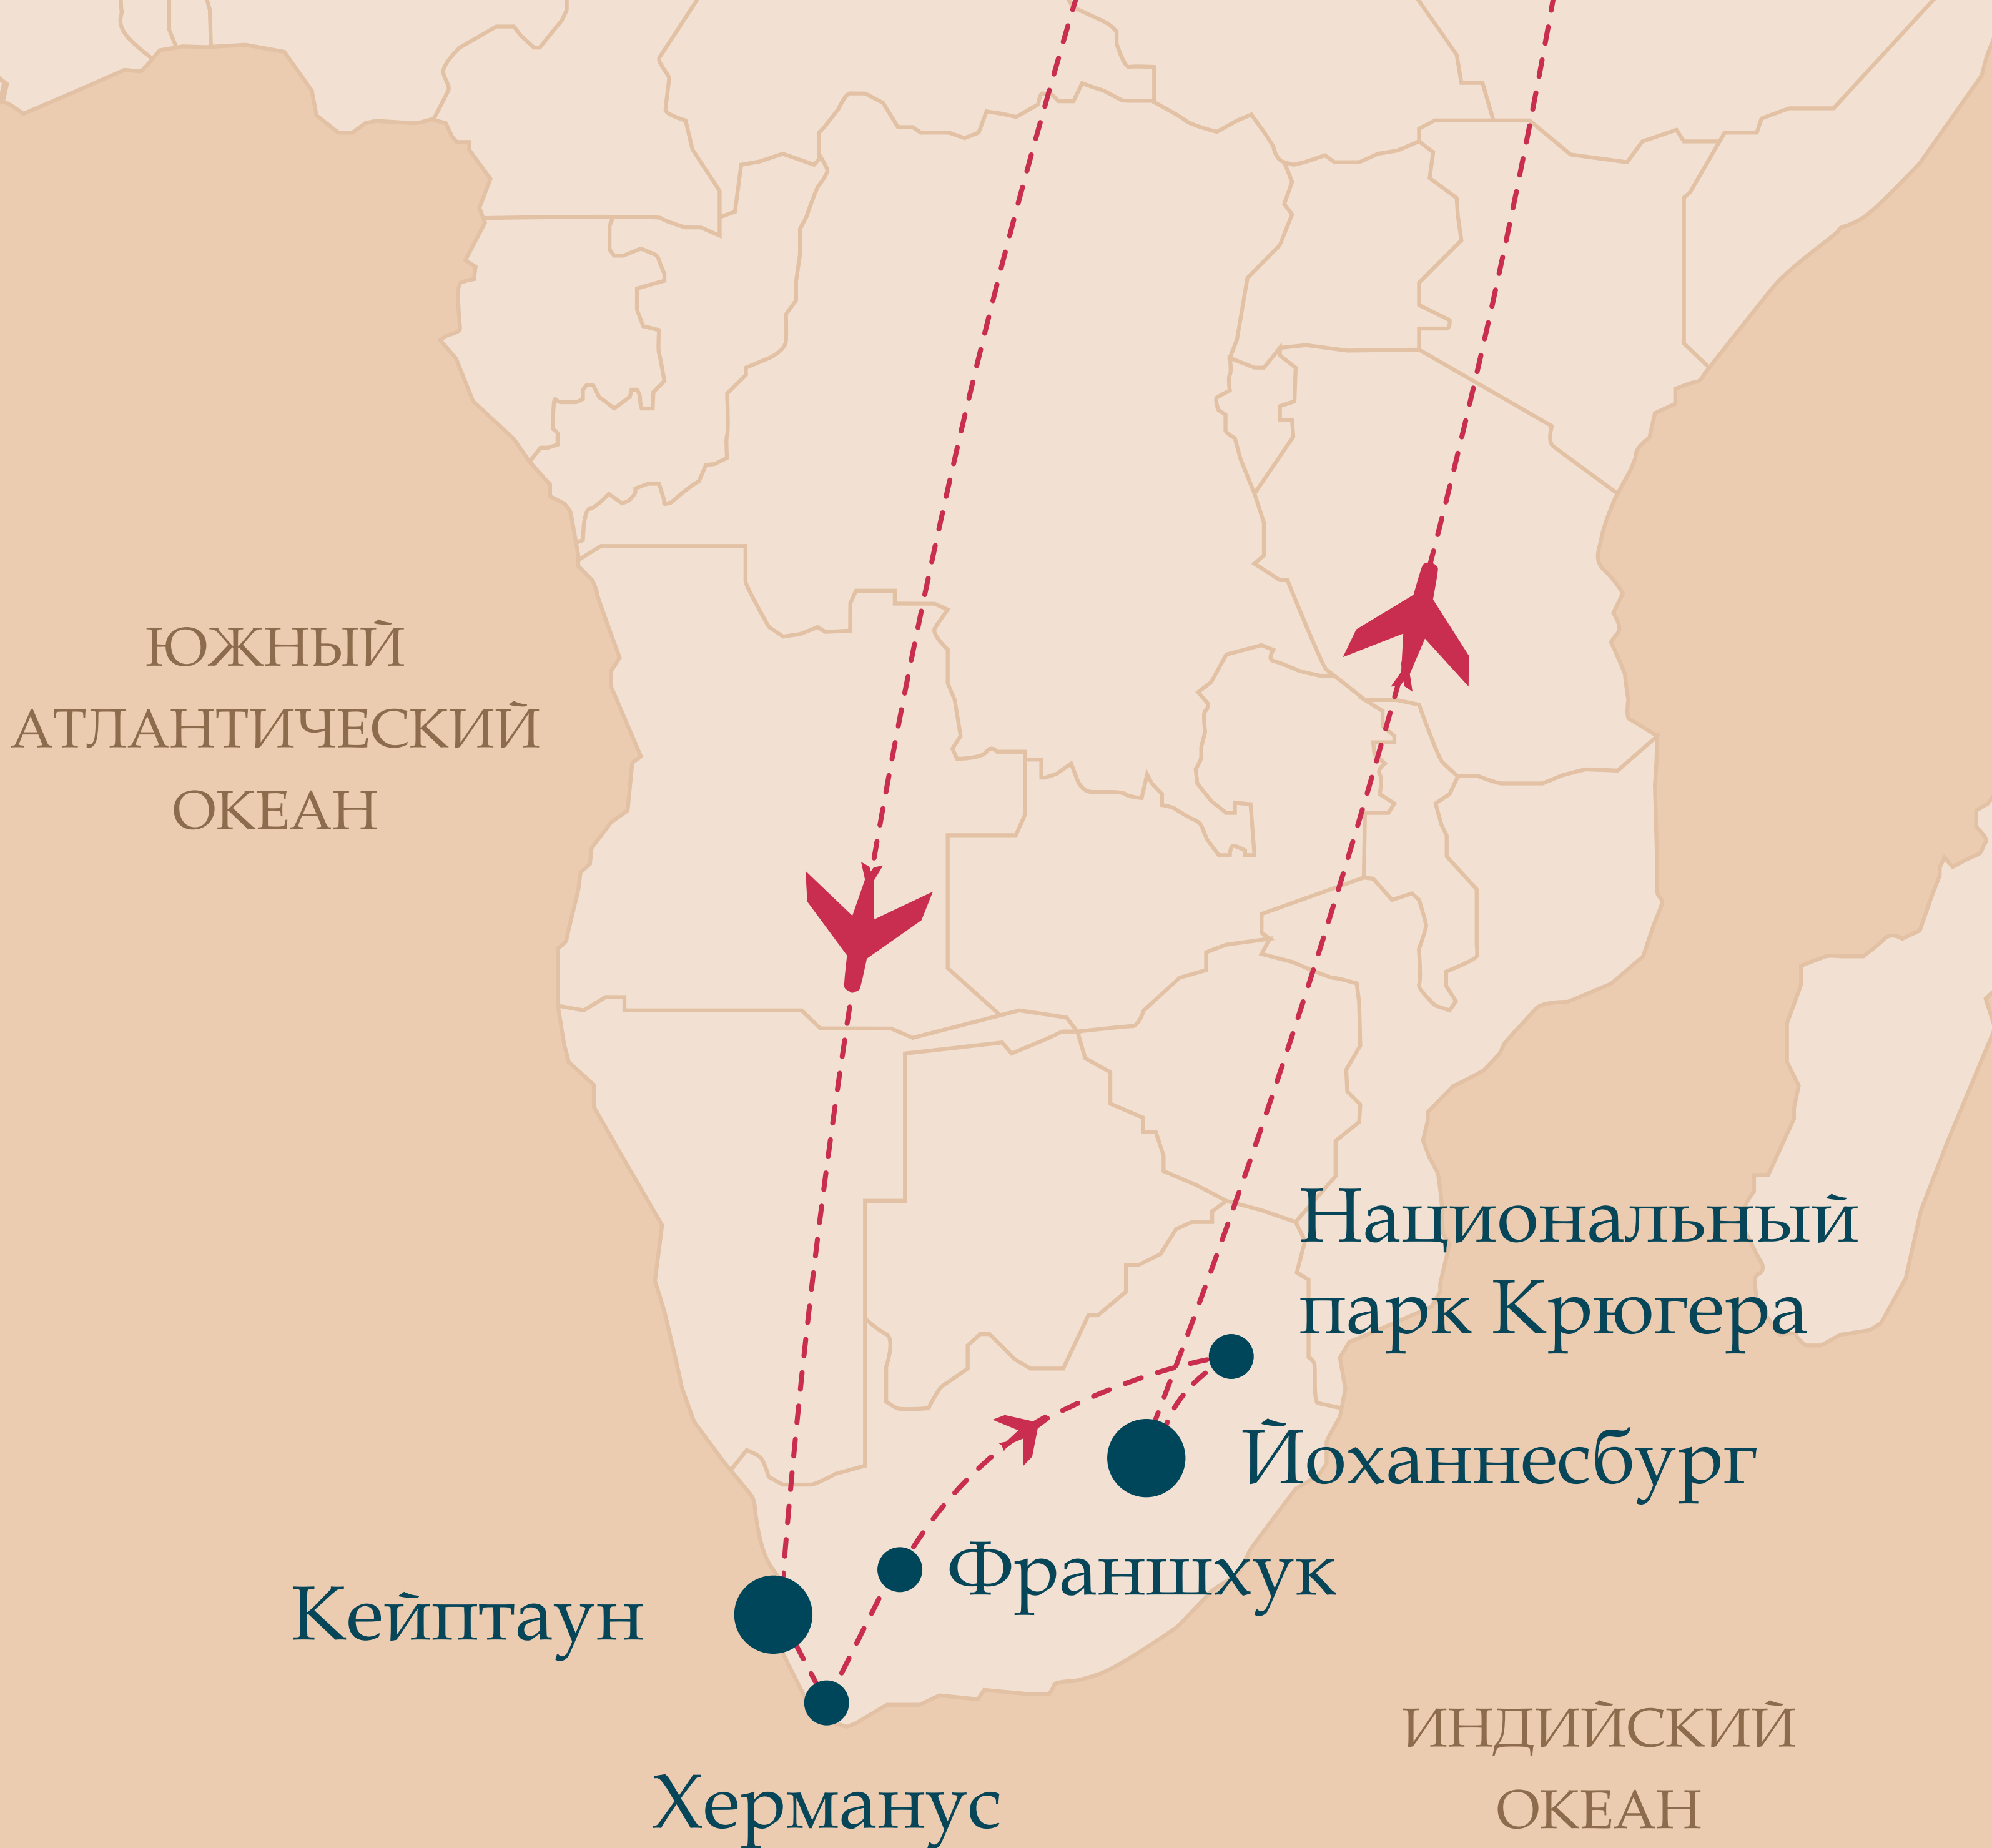 ЮЖНЫЙ
АТЛАНТИЧЕСКИЙ
ОКЕАН
Национальный
парк Крюгера
Йоханнесбург
Франшхук
Кейптаун
Херманус
ИНДИЙСКИЙ
ОКЕАН